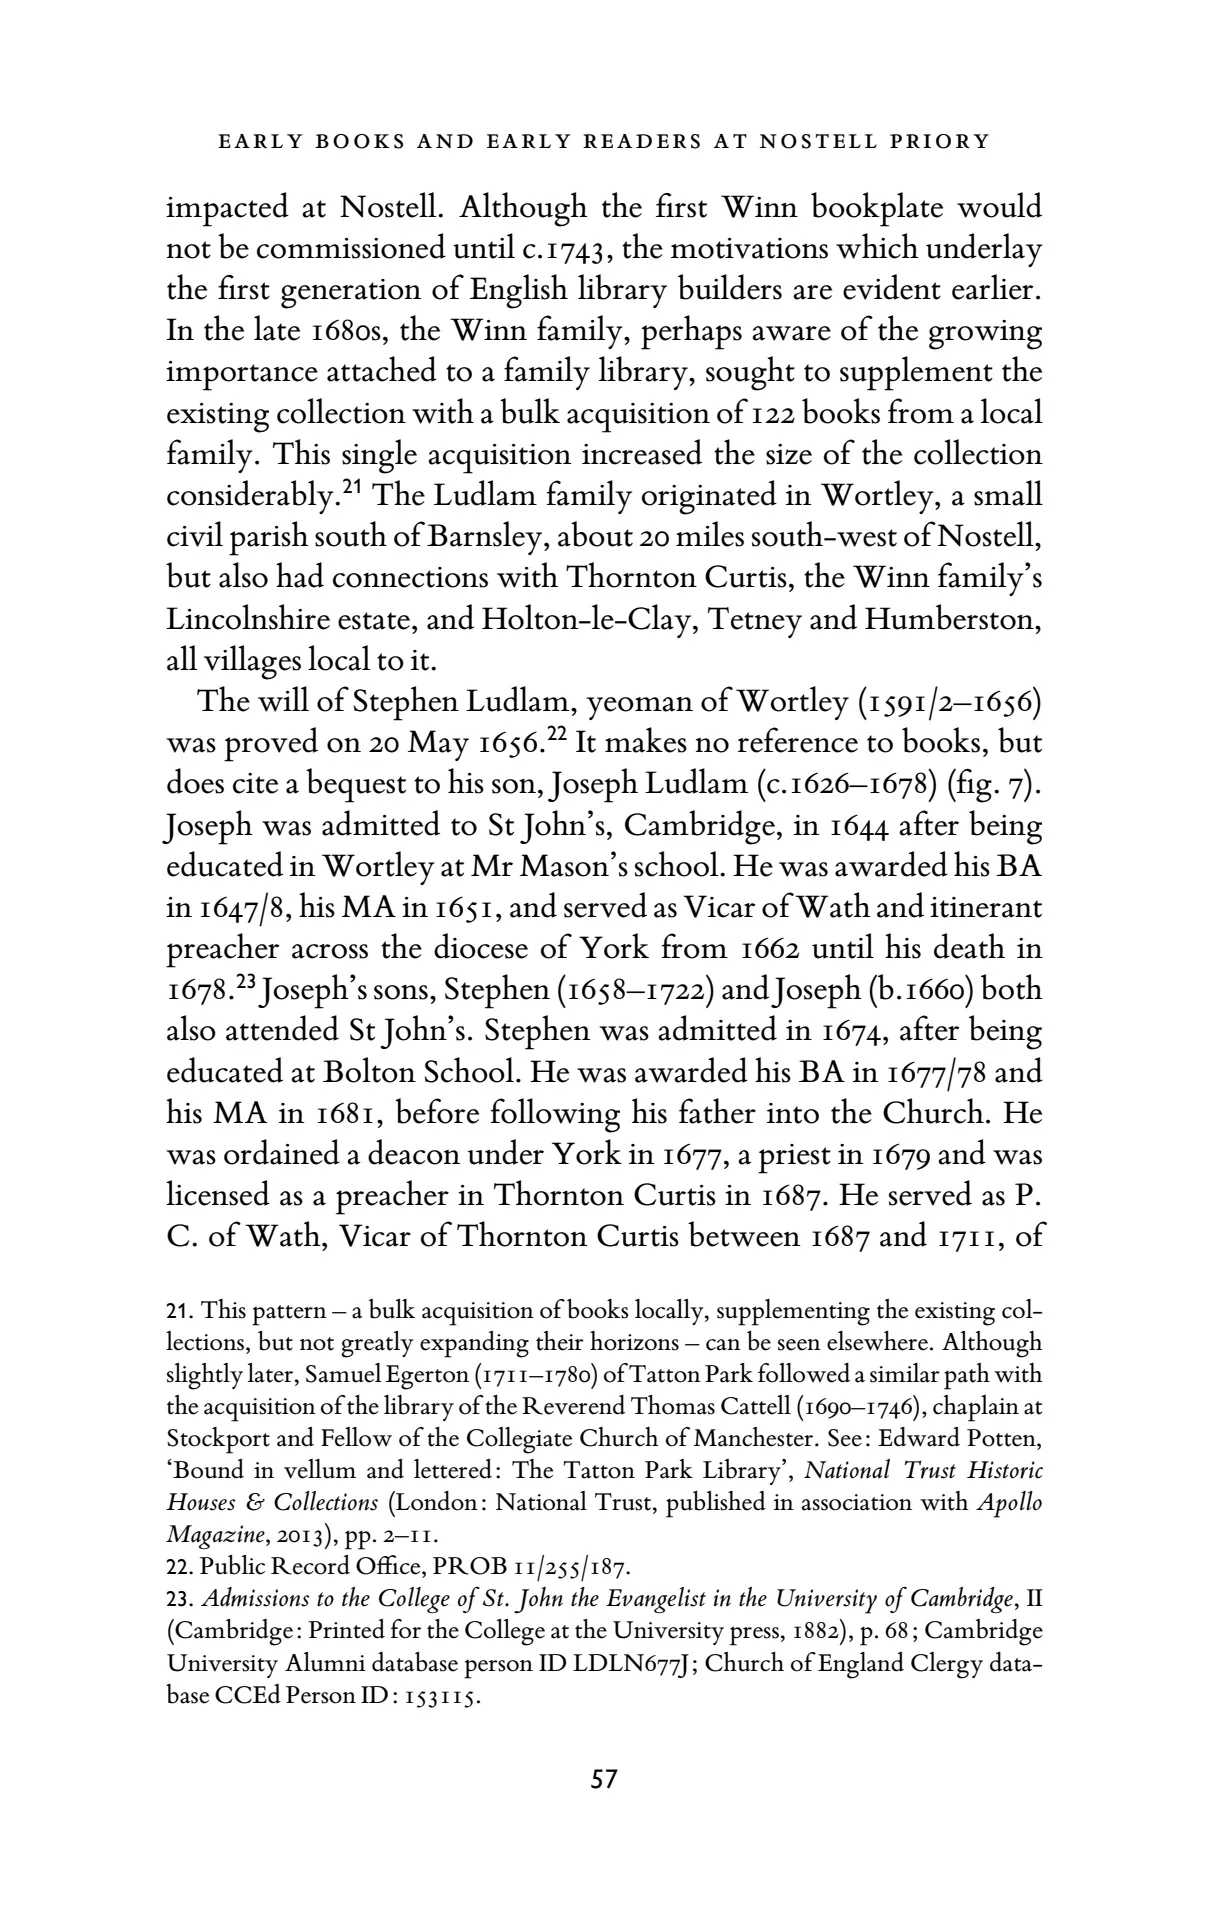 EARLY BOOKS AND EARLY READERS AT NOSTELL PRIORY
impacted at Nostell. Although the first Winn bookplate would
not be commissioned until c.1743, the motivations which underlay
the first generation of English library builders are evident earlier.
In the late 1680s, the Winn family, perhaps aware of the growing
importance attached to a family library, sought to supplement the
existing collection with a bulk acquisition of 122 books from a local
family. This single acquisition increased the size of the collection
considerably.21 The Ludlam family originated in Wortley, a small
civil parish south of Barnsley, about 20 miles south-west of Nostell,
but also had connections with Thornton Curtis, the Winn family’s
Lincolnshire estate, and Holton-le-Clay, Tetney and Humberston,
all villages local to it.
The will of Stephen Ludlam, yeoman of Wortley (1591/2–1656)
was proved on 20 May 1656.22 It makes no reference to books, but
does cite a bequest to his son, Joseph Ludlam (c.1626–1678) (fig. 7).
Joseph was admitted to St John’s, Cambridge, in 1644 after being
educated in Wortley at Mr Mason’s school. He was awarded his BA
in 1647/8, his MA in 1651, and served as Vicar of Wath and itinerant
preacher across the diocese of York from 1662 until his death in
1678.23 Joseph’s sons, Stephen (1658–1722) and Joseph (b.1660) both
also attended St John’s. Stephen was admitted in 1674, after being
educated at Bolton School. He was awarded his BA in 1677/78 and
his MA in 1681, before following his father into the Church. He
was ordained a deacon under York in 1677, a priest in 1679 and was
licensed as a preacher in Thornton Curtis in 1687. He served as P.
C. of Wath, Vicar of Thornton Curtis between 1687 and 1711, of
21. This pattern – a bulk acquisition of books locally, supplementing the existing col-
lections, but not greatly expanding their horizons – can be seen elsewhere. Although
slightly later, Samuel Egerton (1711–1780) of Tatton Park followed a similar path with
the acquisition of the library of the Reverend Thomas Cattell (1690–1746), chaplain at
Stockport and Fellow of the Collegiate Church of Manchester. See: Edward Potten,
‘Bound in vellum and lettered: The Tatton Park Library’, National Trust Historic
Houses & Collections (London: National Trust, published in association with Apollo
Magazine, 2013), pp. 2–11.
22. Public Record Office, PROB 11/255/187.
23. Admissions to the College of St. John the Evangelist in the University of Cambridge, II
(Cambridge: Printed for the College at the University press, 1882), p. 68; Cambridge
University Alumni database person ID LDLN677J; Church of England Clergy data-
base CCEd Person ID: 153115.
57